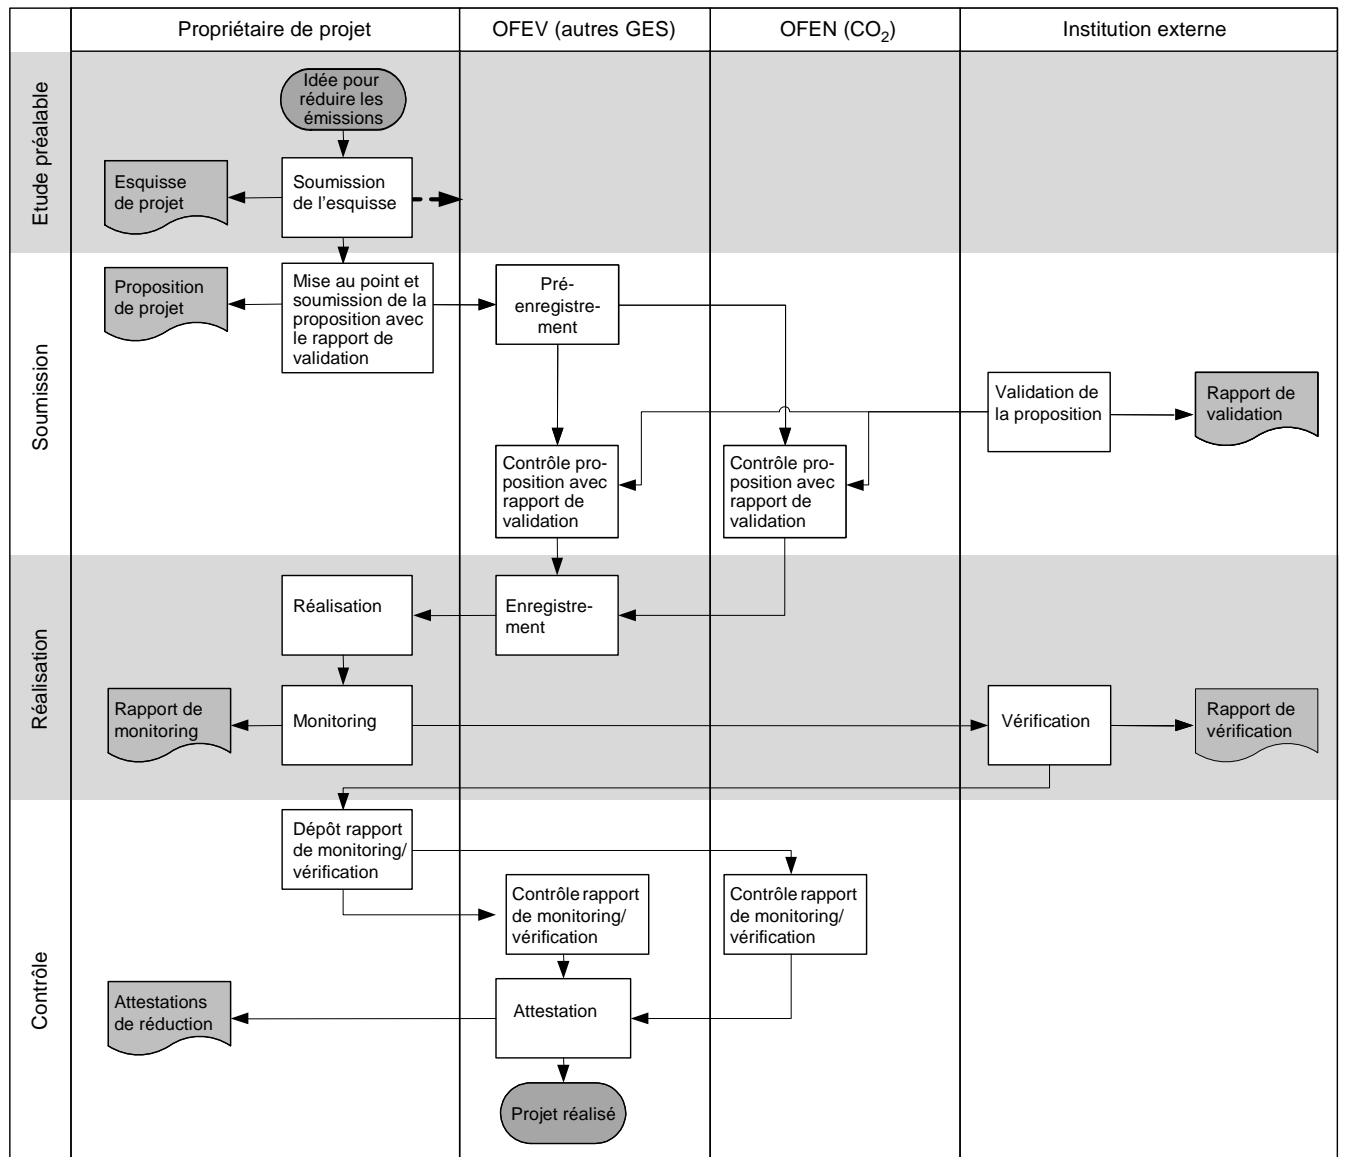 Propriétaire de projet
OFEV (autres GES)
OFEN (CO₂)
Institution externe
Etude préalable
Idée pour
réduire les
émissions
Esquisse
de projet
Soumission
de l'esquisse
Soumission
Proposition
de projet
Mise au point et
soumission de la
proposition avec
le rapport de
validation
Pré-
enregistre-
ment
Validation de
la proposition
Rapport de
validation
Contrôle pro-
position avec
rapport de
validation
Contrôle pro-
position avec
rapport de
validation
Réalisation
Réalisation
Enregistre-
ment
Rapport de
monitoring
Monitoring
Vérification
Rapport de
vérification
Contrôle
Dépôt rapport
de monitoring/
vérification
Contrôle rapport
de monitoring/
vérification
Contrôle rapport
de monitoring/
vérification
Attestations
de réduction
Attestation
Projet réalisé